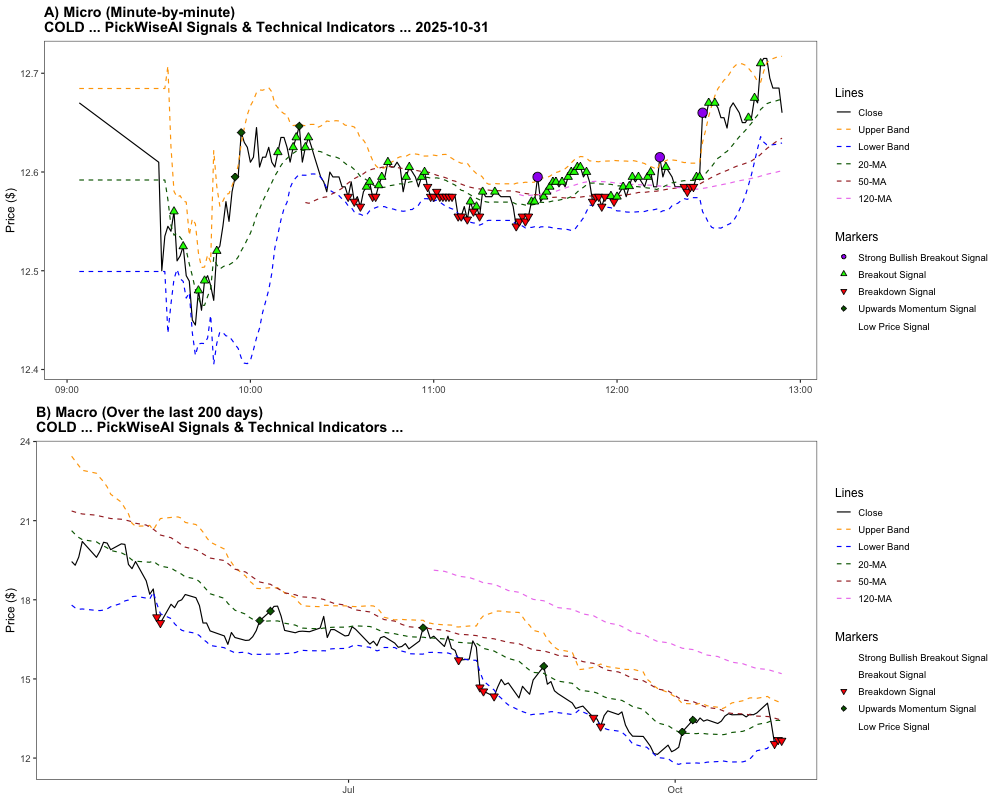 A) Micro (Minute-by-minute)
COLD ... PickWiseAI Signals & Technical Indicators ... 2025-10-31
12.7
12.6
12.5
12.4
Price ($)
09:00
10:00
11:00
12:00
13:00
Lines
Close
Upper Band
Lower Band
20-MA
50-MA
120-MA
Markers
Strong Bullish Breakout Signal
Breakout Signal
Breakdown Signal
Upwards Momentum Signal
Low Price Signal
B) Macro (Over the last 200 days)
COLD ... PickWiseAI Signals & Technical Indicators ...
24
21
18
15
12
Price ($)
Jul
Oct
Lines
Close
Upper Band
Lower Band
20-MA
50-MA
120-MA
Markers
Strong Bullish Breakout Signal
Breakout Signal
Breakdown Signal
Upwards Momentum Signal
Low Price Signal